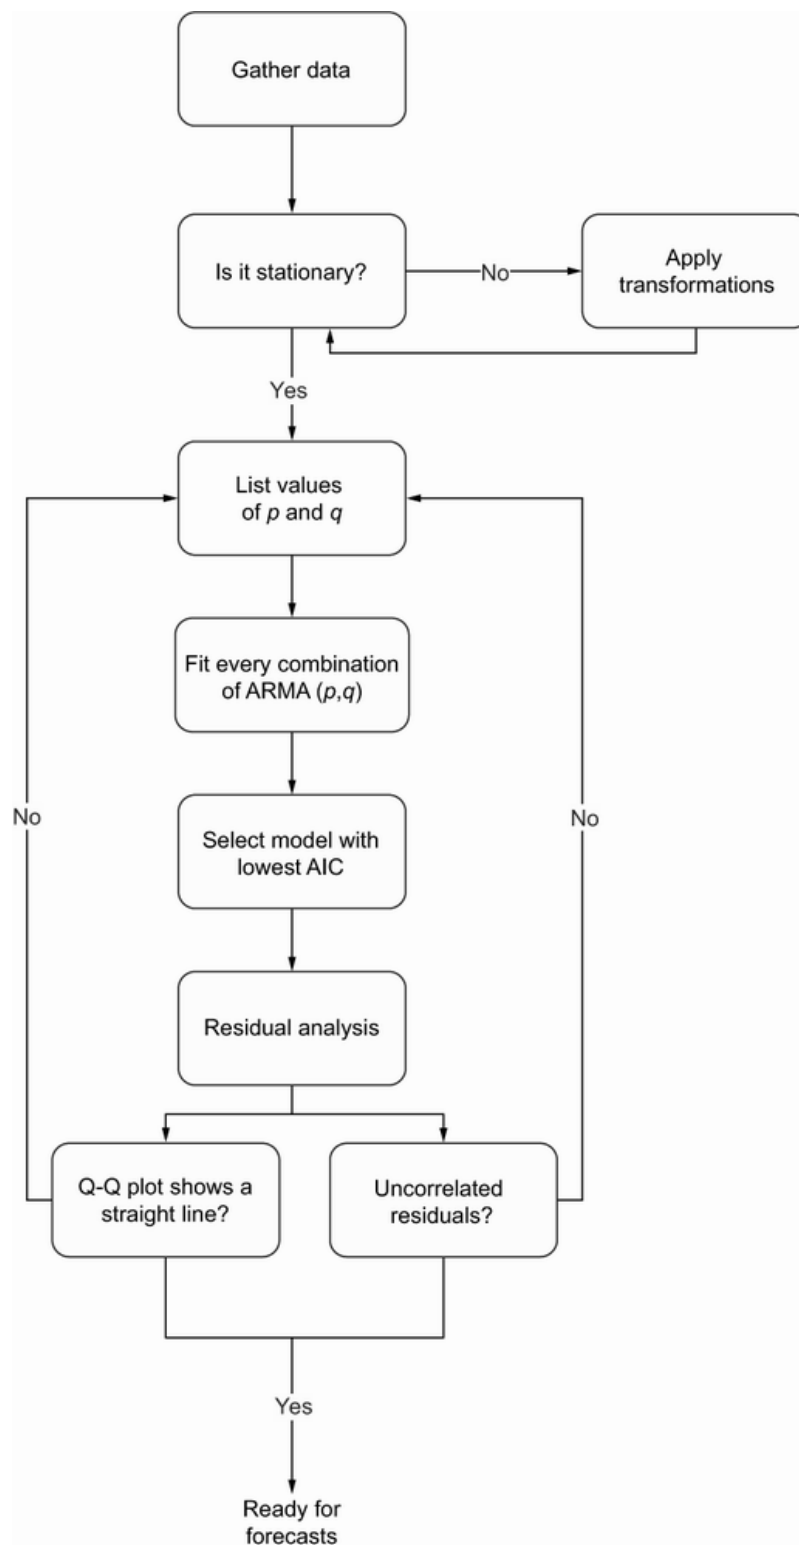 Gather data
Is it stationary?
No
Apply
transformations
Yes
List values
of p and q
Fit every combination
of ARMA (p,q)
No
No
Select model with
lowest AIC
Residual analysis
Q-Q plot shows a
straight line?
Uncorrelated
residuals?
Yes
Ready for
forecasts